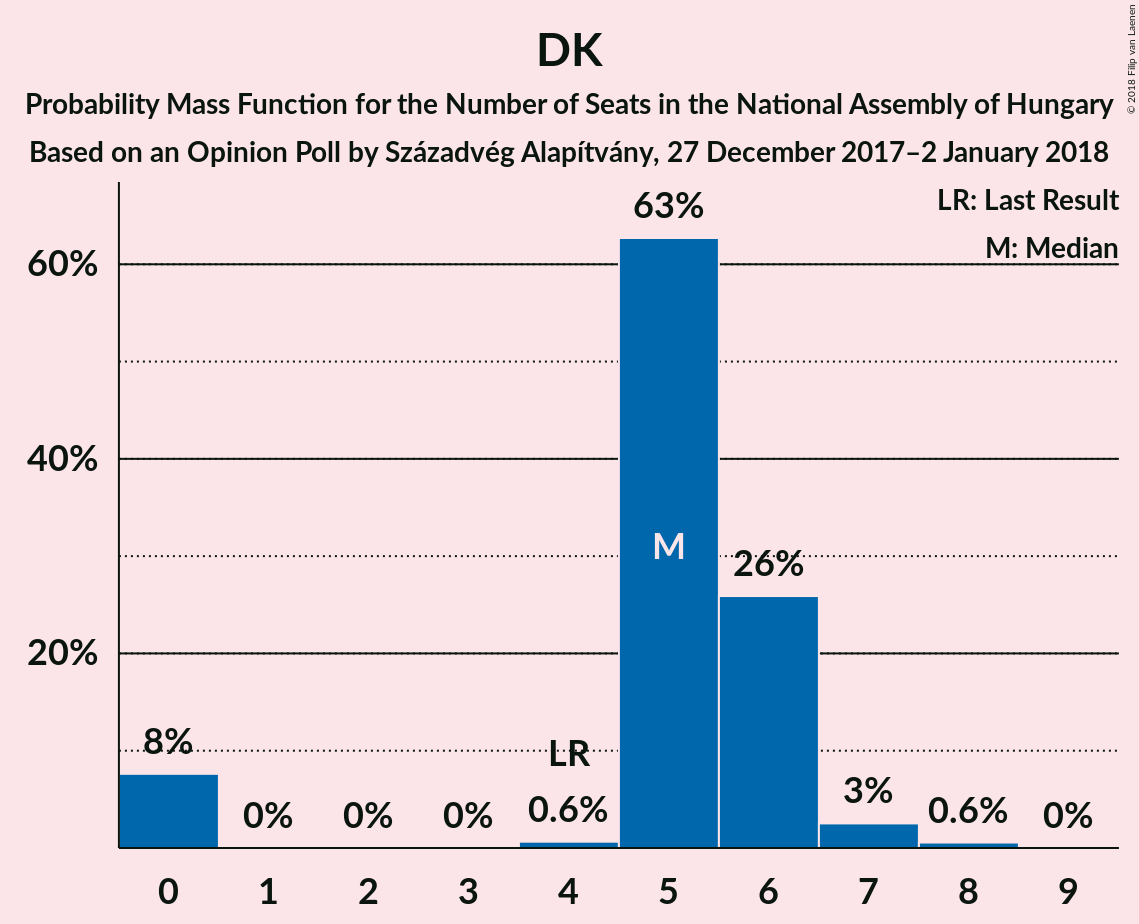 DK
Probability Mass Function for the Number of Seats in the National Assembly of Hungary
Based on an Opinion Poll by Századvég Alapítvány, 27 December 2017–2 January 2018
© 2018 Filip van Laenen
LR: Last Result
M: Median
63%
60%
40%
M
26%
20%
8%
LR
0% 0% 0% 0.6% 3% 0.6% 0%
0 1 2 3 4 5 6 7 8 9